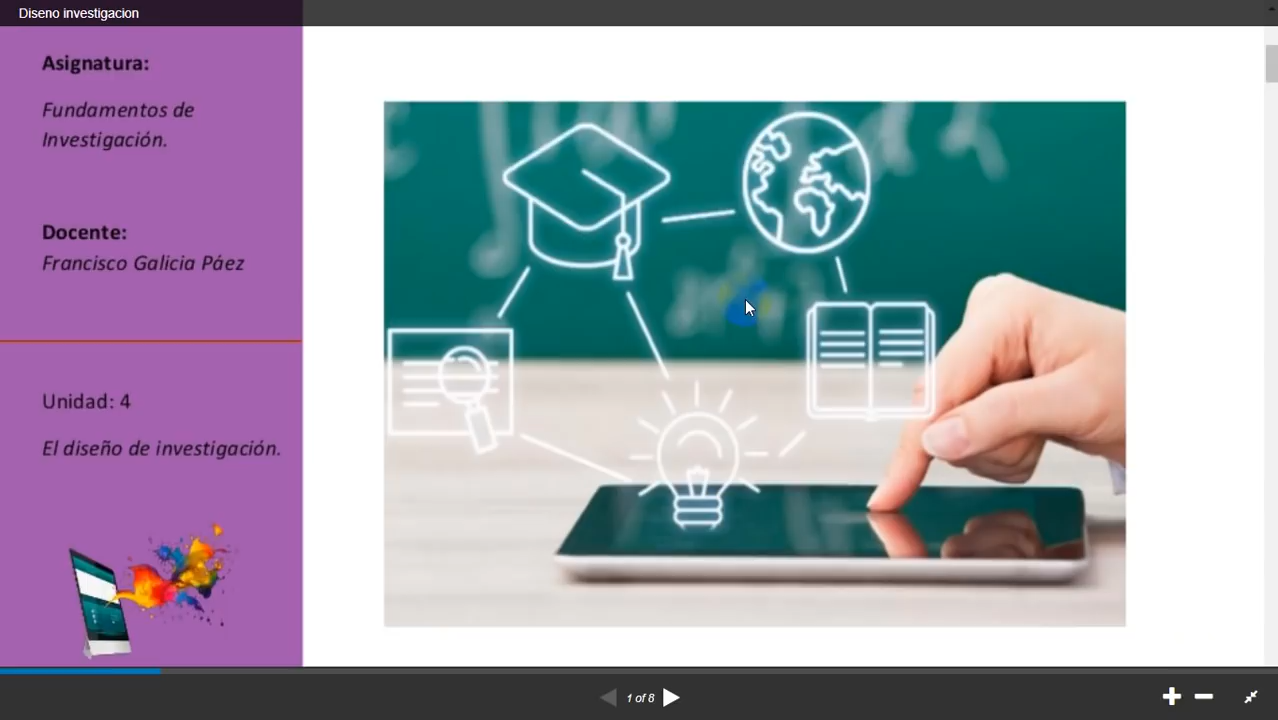 Diseno investigacion
Asignatura:
Fundamentos de
Investigación.
Docente:
Francisco Galicia Páez
Unidad: 4
El diseño de investigación.
1 of 8